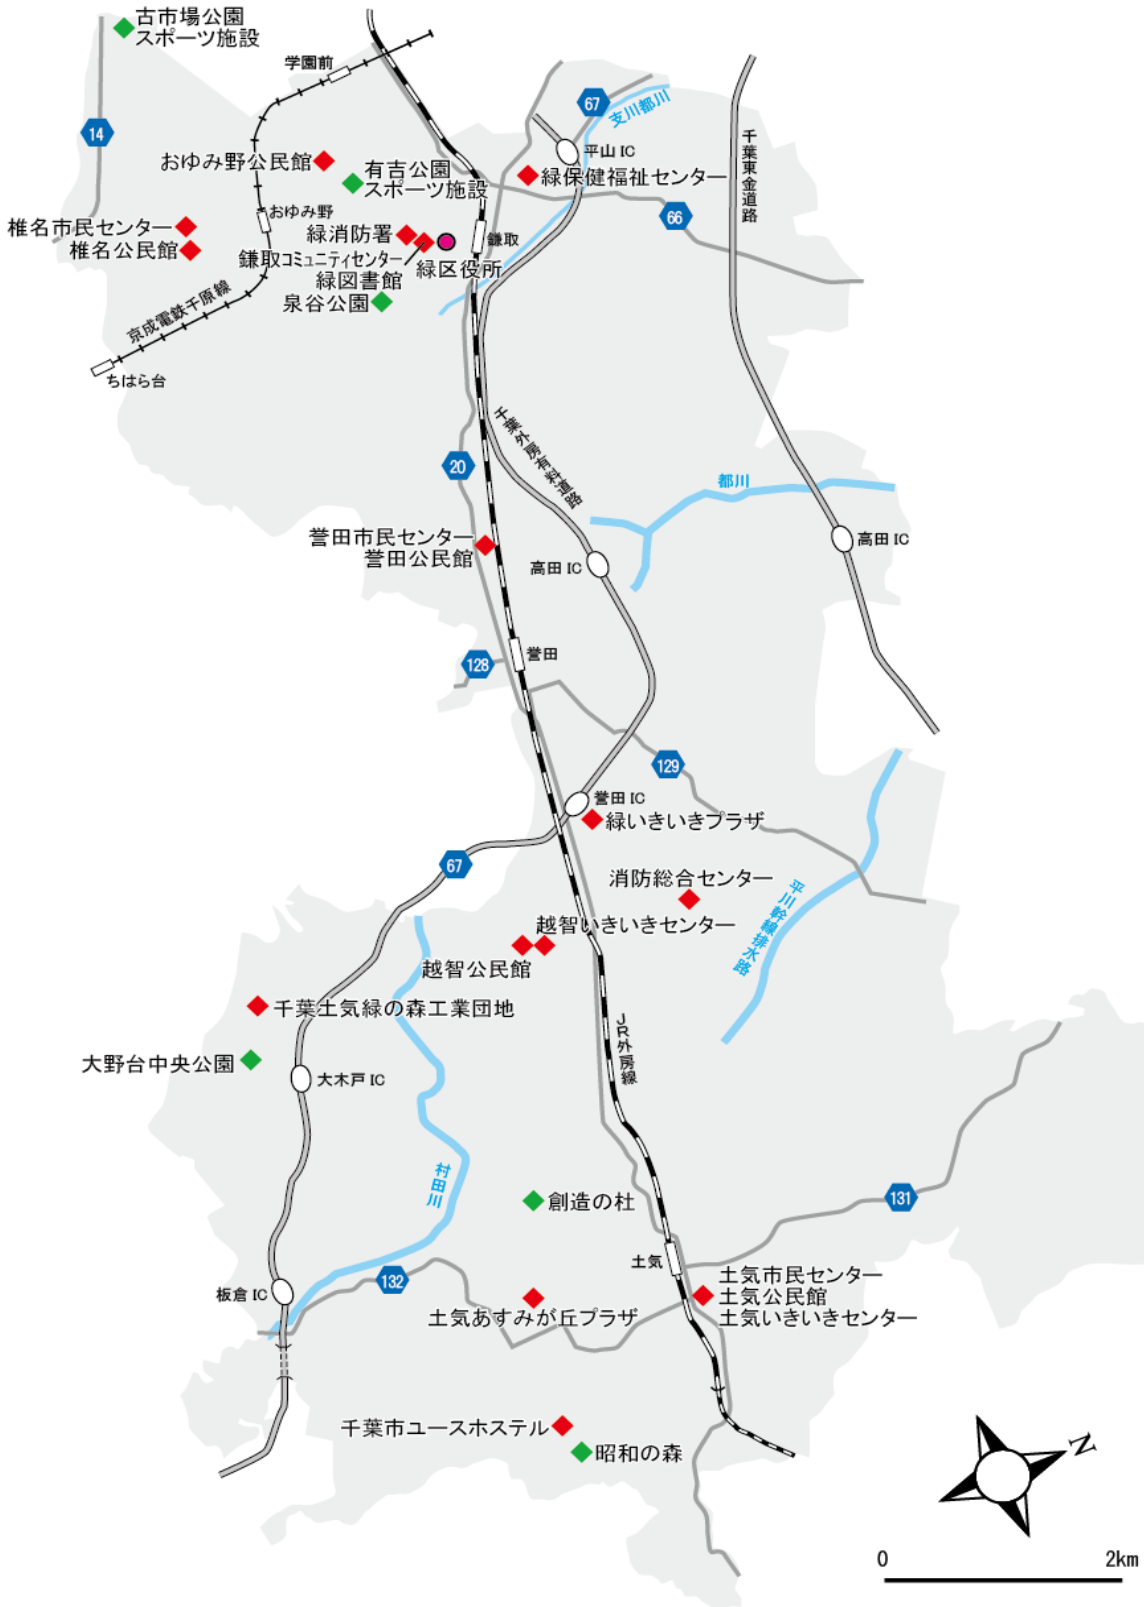 古市場公園
スポーツ施設
学園前
67
支川都川
14
千葉東金道路
平山 IC
おゆみ野公民館
有吉公園
スポーツ施設
緑保健福祉センター
66
おゆみ野
椎名市民センター
椎名公民館
緑消防署
鎌取
鎌取コミュニティセンター
緑図書館
緑区役所
泉谷公園
京成電鉄千原線
ちはら台
千葉外房有料道路
20
都川
誉田市民センター
誉田公民館
高田 IC
高田 IC
誉田
128
129
誉田 IC
緑いきいきプラザ
67
消防総合センター
平川幹線排水路
越智いきいきセンター
越智公民館
千葉土気緑の森工業団地
JR外房線
大野台中央公園
大木戸 IC
村田川
創造の杜
131
土気
132
板倉 IC
土気市民センター
土気公民館
土気いきいきセンター
土気あすみが丘プラザ
千葉市ユースホステル
昭和の森
N
0
2km